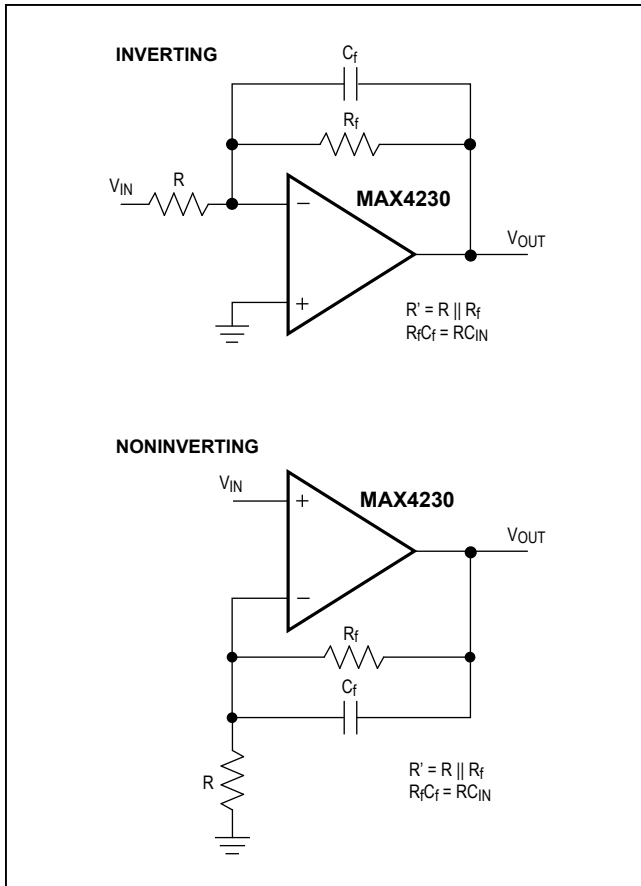 INVERTING
Cf
Rf
VIN
R
−
MAX4230
VOUT
+
R' = R || Rf
RfCf = RCIN
NONINVERTING
VIN
+
MAX4230
VOUT
−
Rf
Cf
R
R' = R || Rf
RfCf = RCIN